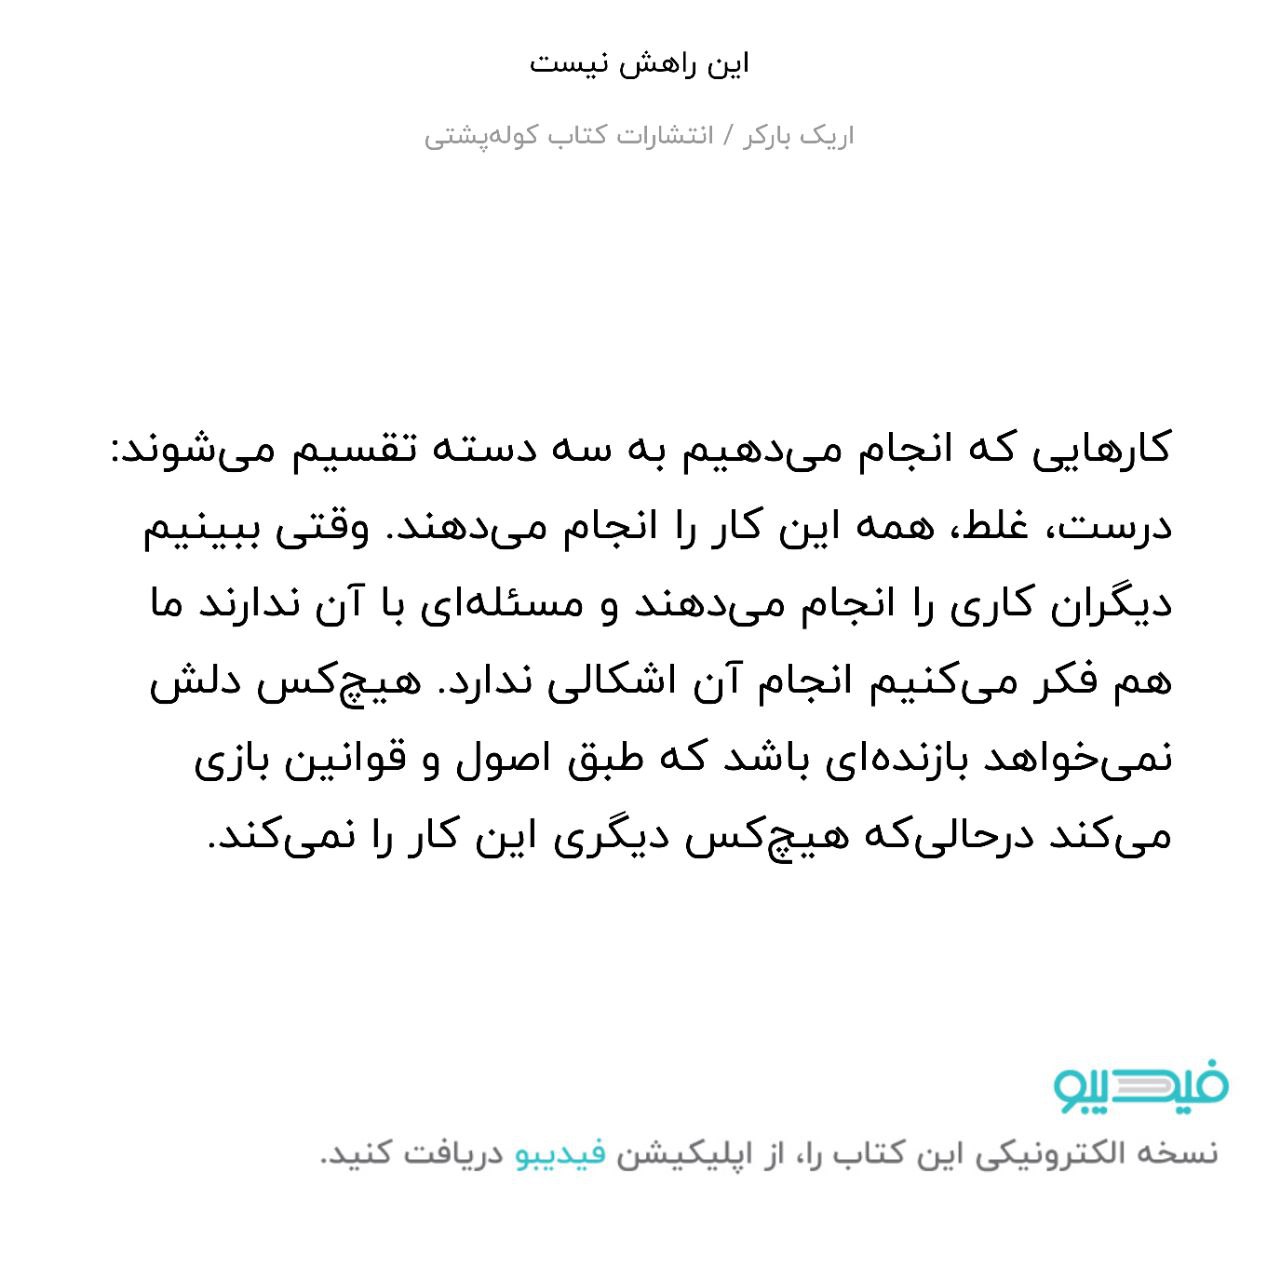 این راهش نیست
اریک بارکر / انتشارات کتاب کوله‌پشتی
کارهایی که انجام می‌دهیم به سه دسته تقسیم می‌شوند:
درست، غلط، همه این کار را انجام می‌دهند. وقتی ببینیم
دیگران کاری را انجام می‌دهند و مسئله‌ای با آن ندارند ما
هم فکر می‌کنیم انجام آن اشکالی ندارد. هیچ‌کس دلش
نمی‌خواهد بازنده‌ای باشد که طبق اصول و قوانین بازی
می‌کند درحالی‌که هیچ‌کس دیگری این کار را نمی‌کند.
فیدیبو
نسخه الکترونیکی این کتاب را، از اپلیکیشن فیدیبو دریافت کنید.